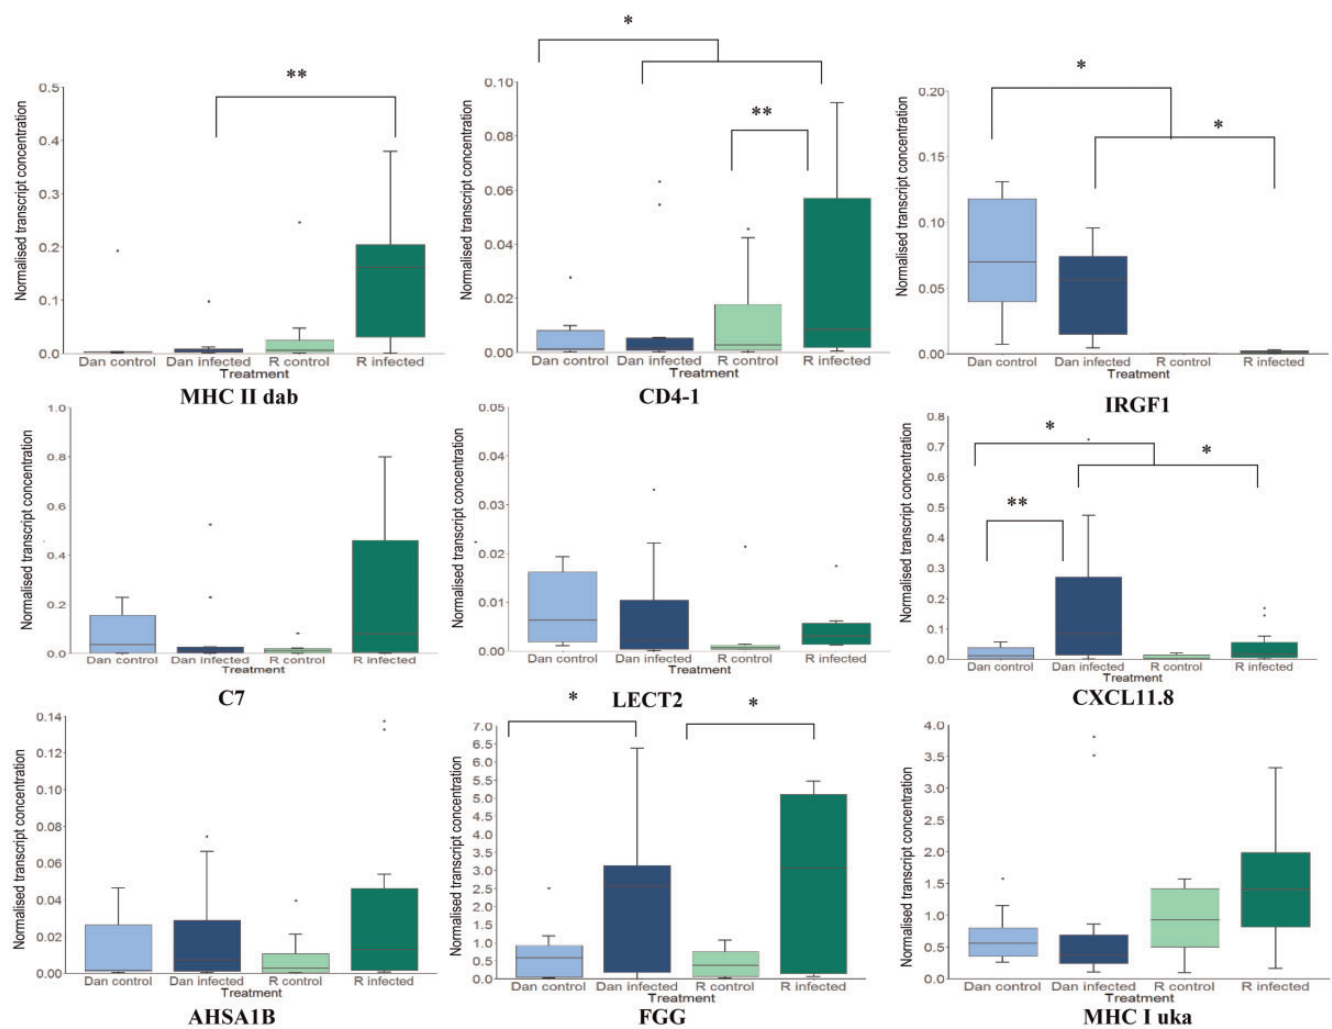 **
Normalised transcript concentration
0.5
0.4
0.3
0.2
0.1
0.0
Dan control Dan infected R control R infected
Treatment
MHC II dab
*
**
Normalised transcript concentration
0.10
0.08
0.06
0.04
0.02
0.00
Dan control Dan infected R control R infected
Treatment
CD4-1
*
*
Normalised transcript concentration
0.20
0.15
0.10
0.05
0.00
Dan control Dan infected R control R infected
Treatment
IRGF1
Normalised transcript concentration
1.0
0.8
0.6
0.4
0.2
0.0
Dan control Dan infected R control R infected
Treatment
C7
Normalised transcript concentration
0.05
0.04
0.03
0.02
0.01
0.00
Dan control Dan infected R control R infected
Treatment
LECT2
*
*
**
Normalised transcript concentration
0.8
0.7
0.6
0.5
0.4
0.3
0.2
0.1
0.0
Dan control Dan infected R control R infected
Treatment
CXCL11.8
Normalised transcript concentration
0.14
0.12
0.10
0.08
0.06
0.04
0.02
0.00
Dan control Dan infected R control R infected
Treatment
AHSA1B
*
*
Normalised transcript concentration
7.0
6.5
6.0
5.5
5.0
4.5
4.0
3.5
3.0
2.5
2.0
1.5
1.0
0.5
0.0
Dan control Dan infected R control R infected
Treatment
FGG
Normalised transcript concentration
4.0
3.5
3.0
2.5
2.0
1.5
1.0
0.5
0.0
Dan control Dan infected R control R infected
Treatment
MHC I uka